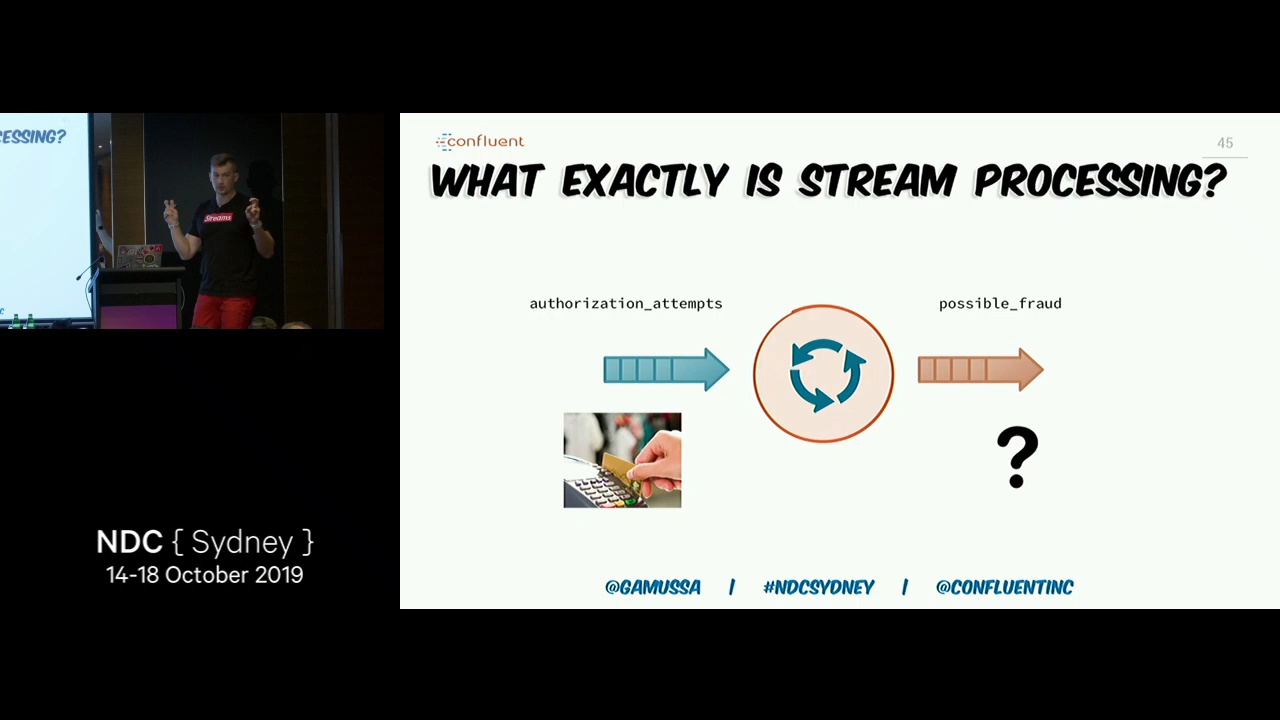 CESSING?
Streams
NDC { Sydney }
14-18 October 2019
confluent
45
WHAT EXACTLY IS STREAM PROCESSING?
authorization_attempts
possible_fraud
?
@GAMUSSA | #NDCSYDNEY | @CONFLUENTINC